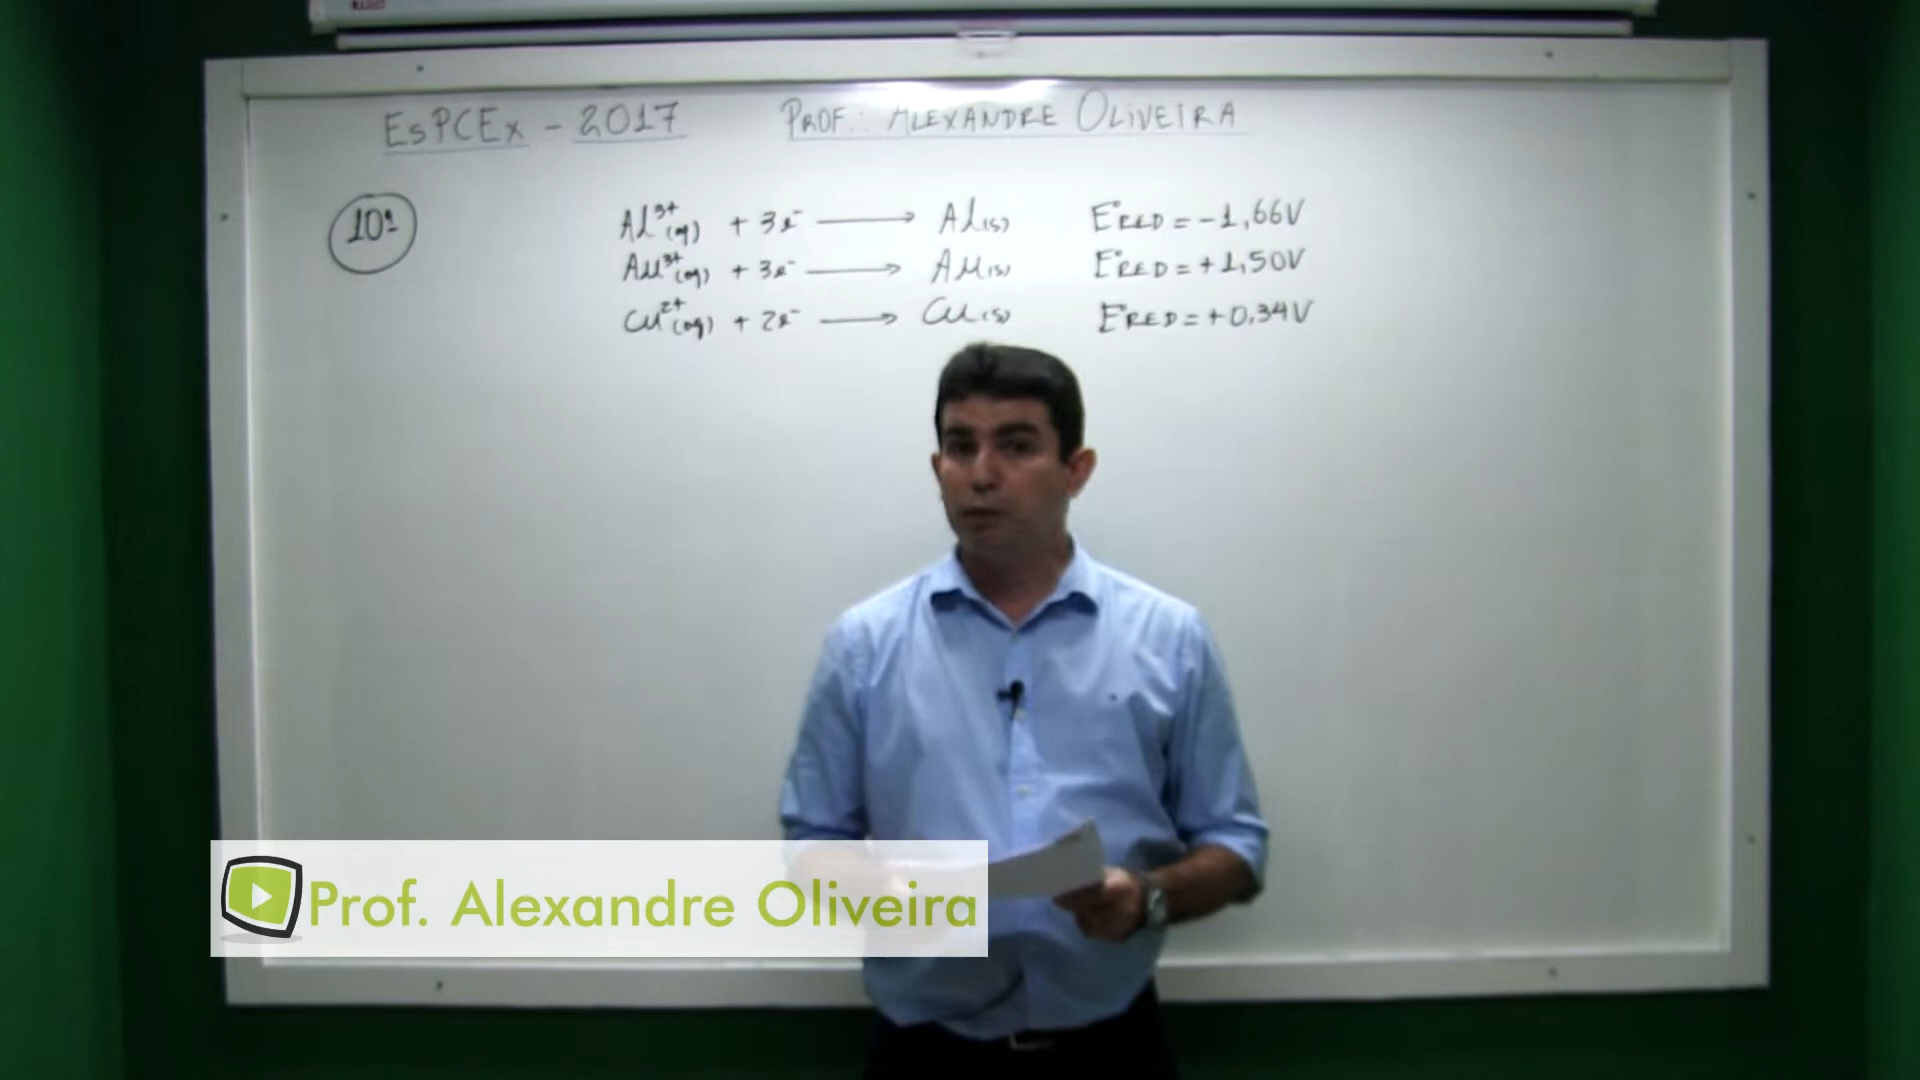 EsPCEx - 2017 PROF.: ALEXANDRE OLIVEIRA
10ª
Al³⁺(aq) + 3e⁻ → Al(s) E°RED = -1,66V
Au³⁺(aq) + 3e⁻ → Au(s) E°RED = +1,50V
Cu²⁺(aq) + 2e⁻ → Cu(s) E°RED = +0,34V
Prof. Alexandre Oliveira